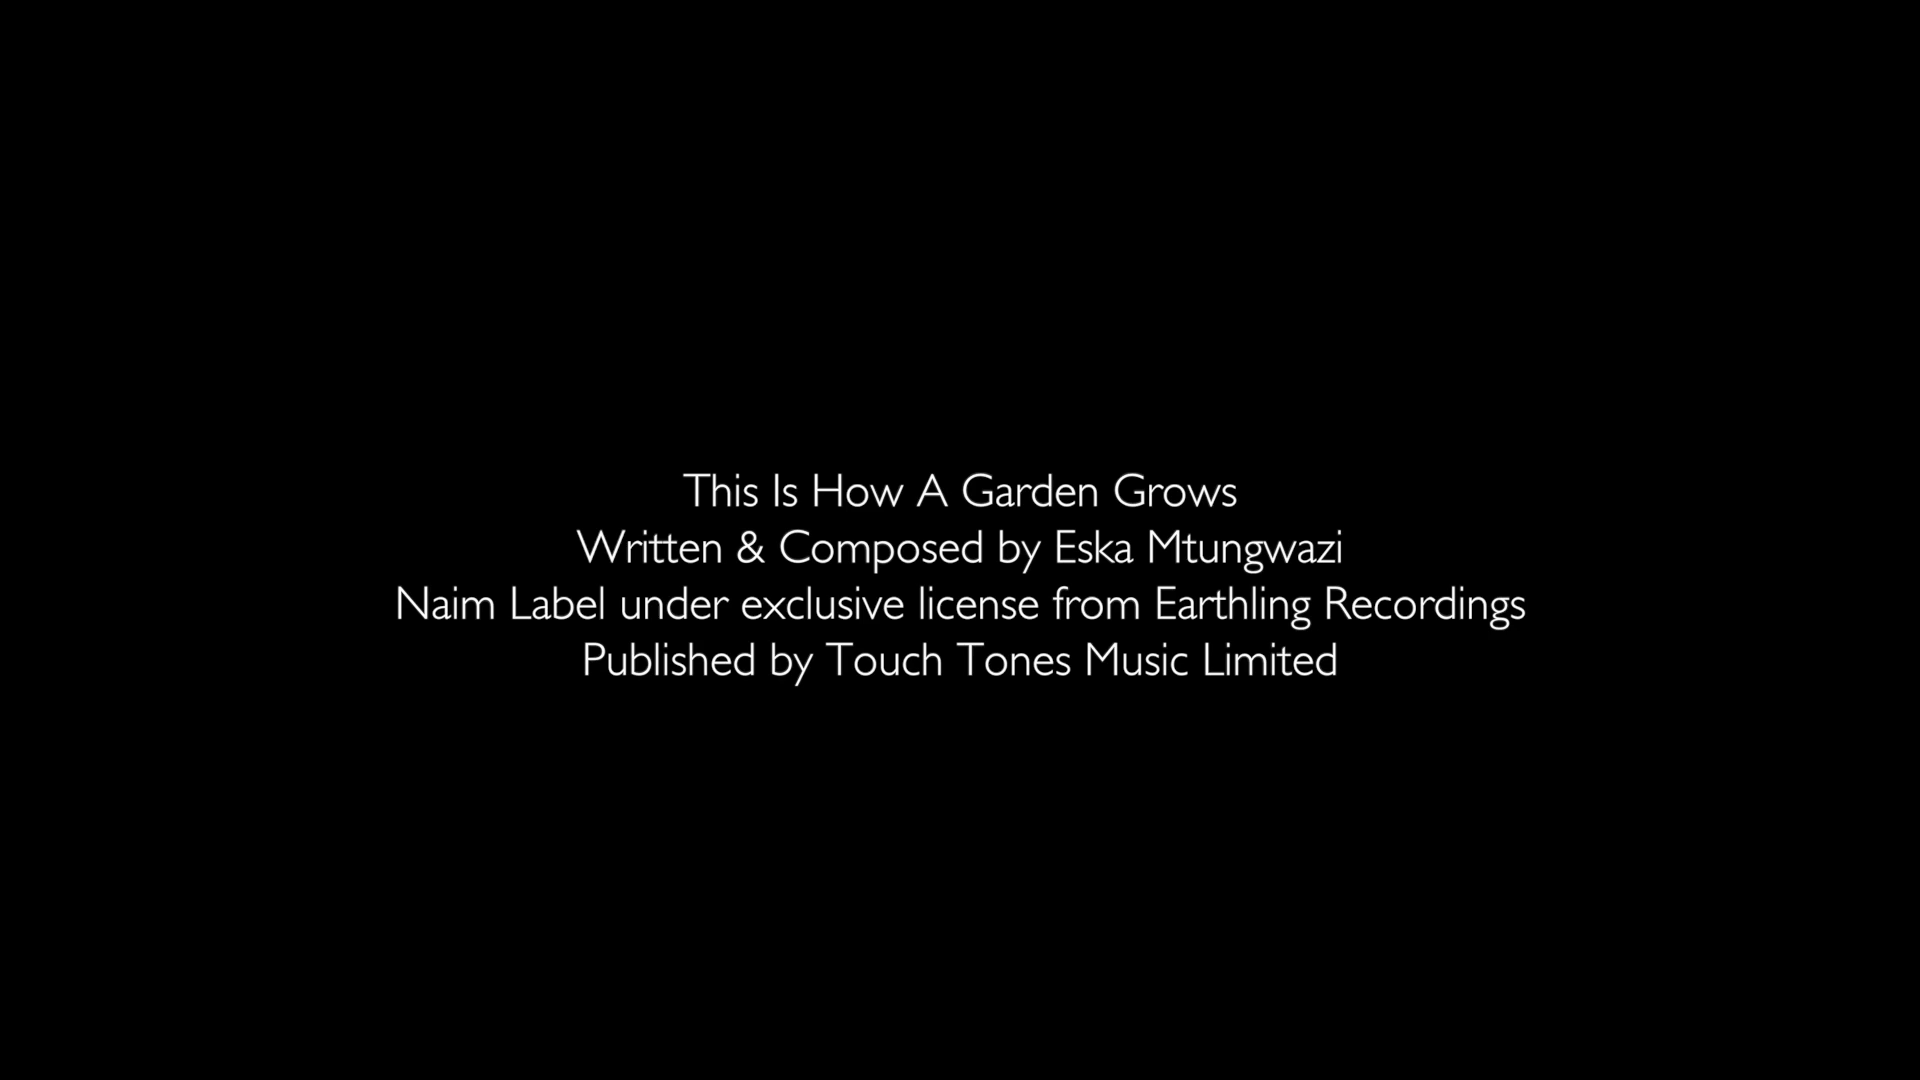 This Is How A Garden Grows
Written & Composed by Eska Mtungwazi
Naim Label under exclusive license from Earthling Recordings
Published by Touch Tones Music Limited